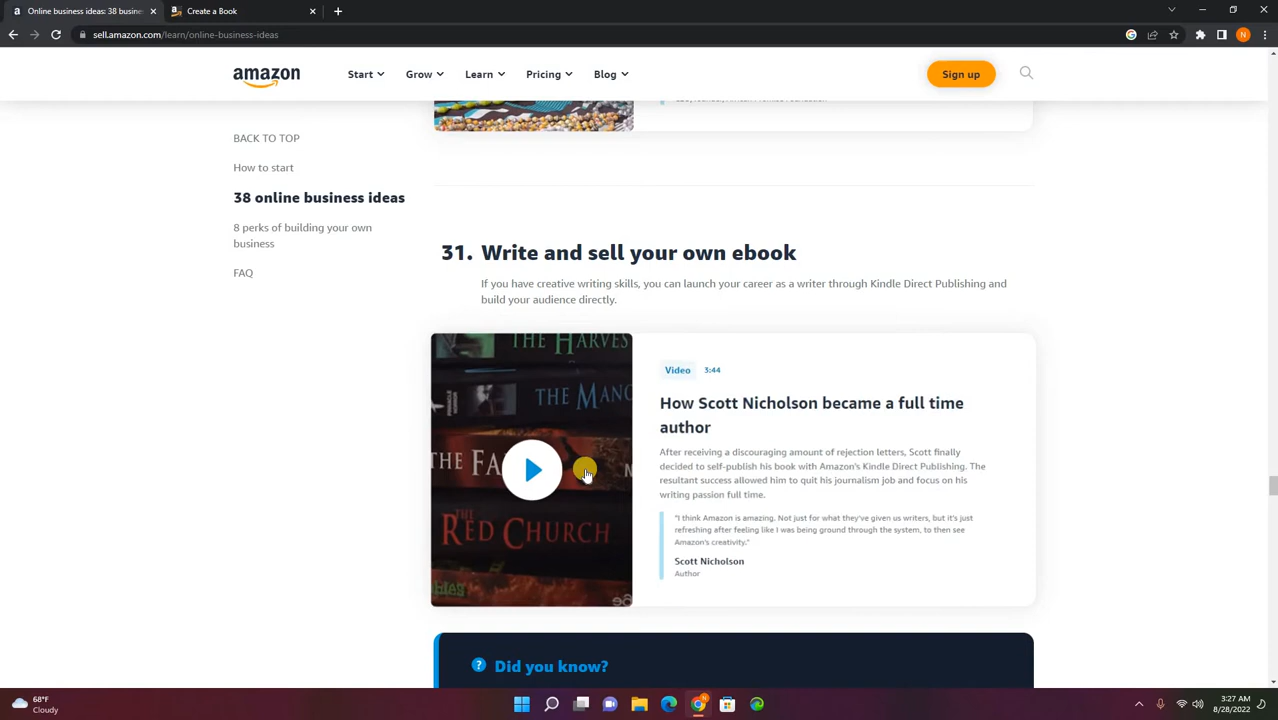 Online business ideas: 38 busine
Create a Book
sell.amazon.com/learn/online-business-ideas
N
amazon
Start
Grow
Learn
Pricing
Blog
Sign up
BACK TO TOP
How to start
38 online business ideas
8 perks of building your own
business
FAQ
31. Write and sell your own ebook
If you have creative writing skills, you can launch your career as a writer through Kindle Direct Publishing and
build your audience directly.
THE HARVES
THE MANO
THE FA
THE
RED CHURCH
Video 3:44
How Scott Nicholson became a full time
author
After receiving a discouraging amount of rejection letters, Scott finally
decided to self-publish his book with Amazon's Kindle Direct Publishing. The
resultant success allowed him to quit his journalism job and focus on his
writing passion full time.
"I think Amazon is amazing. Not just for what they've given us writers, but it's just
refreshing after feeling like I was being ground through the system, to then see
Amazon's creativity."
Scott Nicholson
Author
? Did you know?
68°F
Cloudy
3:27 AM
8/28/2022